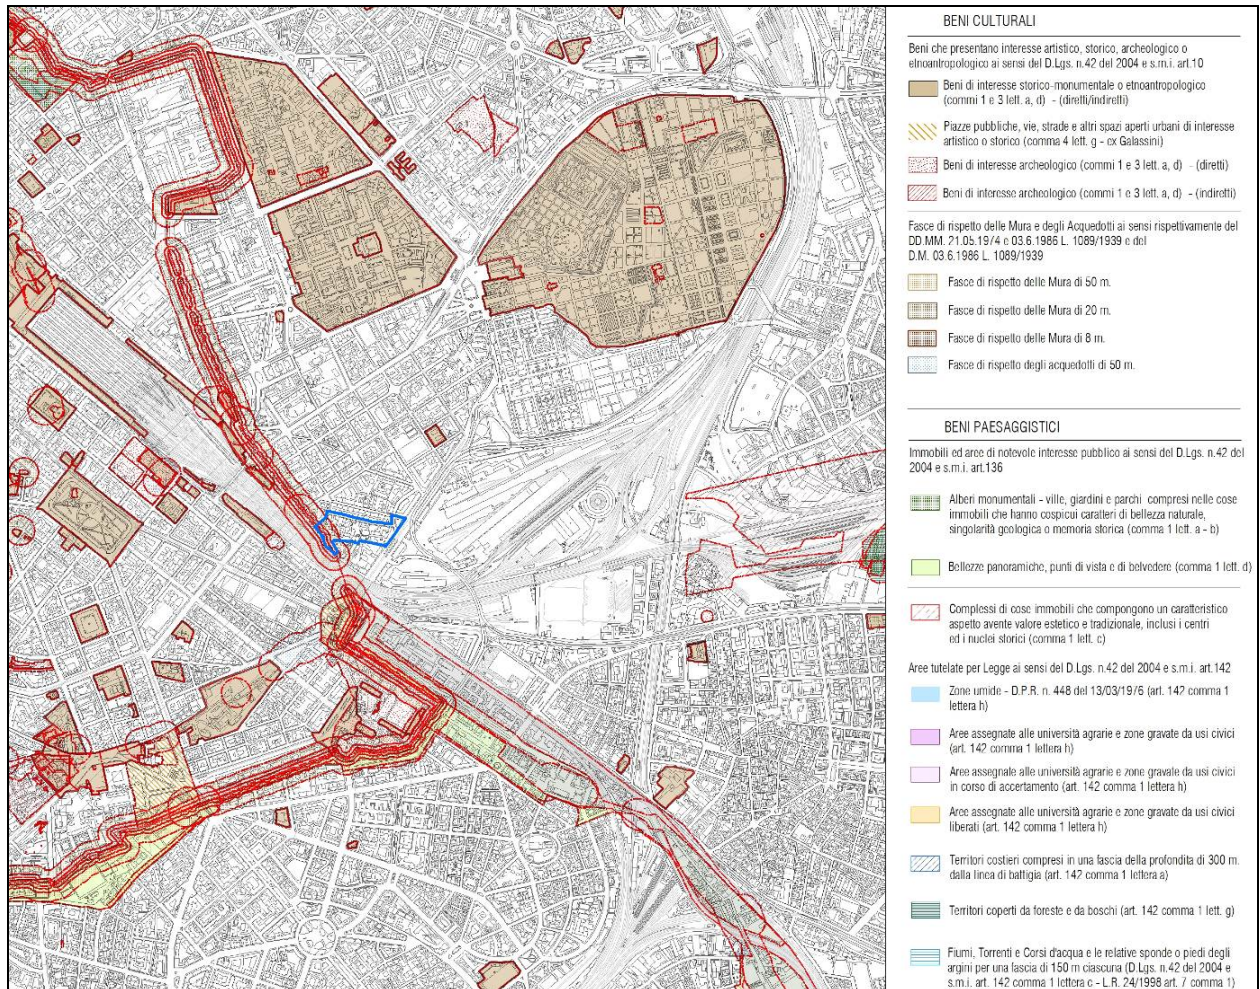 BENI CULTURALI
Beni che presentano interesse artistico, storico, archeologico o
etnoantropologico ai sensi del D.Lgs. n.42 del 2004 e s.m.i. art.10
Beni di interesse storico-monumentale o etnoantropologico
(commi 1 e 3 lett. a, d) - (diretti/indiretti)
Piazze pubbliche, vie, strade e altri spazi aperti urbani di interesse
artistico o storico (comma 4 lett. g - ex Galassini)
Beni di interesse archeologico (commi 1 e 3 lett. a, d) - (diretti)
Beni di interesse archeologico (commi 1 e 3 lett. a, d) - (indiretti)
Fasce di rispetto delle Mura e degli Acquedotti ai sensi rispettivamente del
DD.MM. 21.05.19/4 e 03.6.1986 L. 1089/1939 e del
D.M. 03.6.1986 L. 1089/1939
Fasce di rispetto delle Mura di 50 m.
Fasce di rispetto delle Mura di 20 m.
Fasce di rispetto delle Mura di 8 m.
Fasce di rispetto degli acquedotti di 50 m.
BENI PAESAGGISTICI
Immobili ed aree di notevole interesse pubblico ai sensi del D.Lgs. n.42 del
2004 e s.m.i. art.136
Alberi monumentali - ville, giardini e parchi compresi nelle cose
immobili che hanno cospicui caratteri di bellezza naturale,
singolarità geologica o memoria storica (comma 1 lett. a - b)
Bellezze panoramiche, punti di vista e di belvedere (comma 1 lett. d)
Complessi di cose immobili che compongono un caratteristico
aspetto avente valore estetico e tradizionale, inclusi i centri
ed i nuclei storici (comma 1 lett. c)
Aree tutelate per Legge ai sensi del D.Lgs. n.42 del 2004 e s.m.i. art.142
Zone umide - D.P.R. n. 448 del 13/03/19/6 (art. 142 comma 1
lettera h)
Aree assegnate alle università agrarie e zone gravate da usi civici
(art. 142 comma 1 lettera h)
Aree assegnate alle università agrarie e zone gravate da usi civici
in corso di accertamento (art. 142 comma 1 lettera h)
Aree assegnate alle università agrarie e zone gravate da usi civici
liberati (art. 142 comma 1 lettera h)
Territori costieri compresi in una fascia della profondita di 300 m.
dalla linea di battigia (art. 142 comma 1 lettera a)
Territori coperti da foreste e da boschi (art. 142 comma 1 lett. g)
Fiumi, Torrenti e Corsi d'acqua e le relative sponde o piedi degli
argini per una fascia di 150 m ciascuna (D.Lgs. n.42 del 2004 e
s.m.i. art. 142 comma 1 lettera c - L.R. 24/1998 art. 7 comma 1)